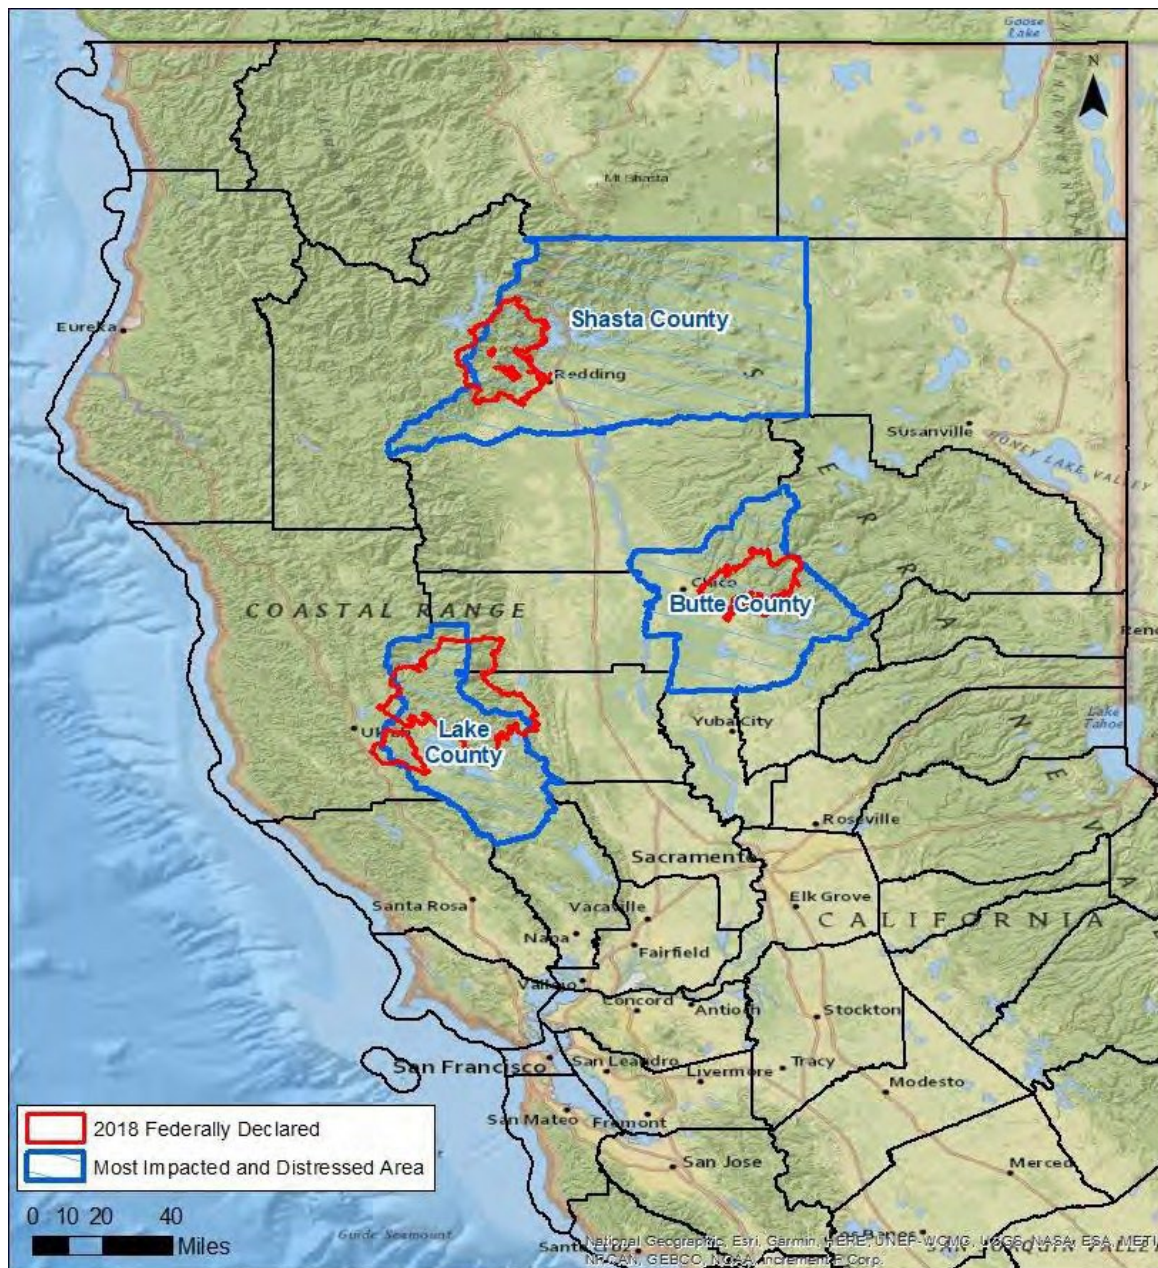 Goose
Lake
N
Mt Shasta
Eureka
Shasta County
Redding
Susanville
HONEY LAKE VALLEY
Chico
Butte County
COASTAL RANGE
SIERRA NEVADA
Lake
Tahoe
Yuba City
Lake
County
Roseville
Sacramento
Elk Grove
CALIFORNIA
Santa Rosa
Vacaville
Napa
Fairfield
Vallejo
Concord
Antioch
Stockton
San Francisco
San Leandro
Livermore
Tracy
Modesto
San Mateo
Fremont
San Jose
Merced
2018 Federally Declared
Most Impacted and Distressed Area
0 10 20 40
Miles
Guide Seamount
National Geographic, Esri, Garmin, HERE, UNEP-WCMC, USGS, NASA, ESA, METI,
NRCAN, GEBCO, NOAA, increment P Corp.